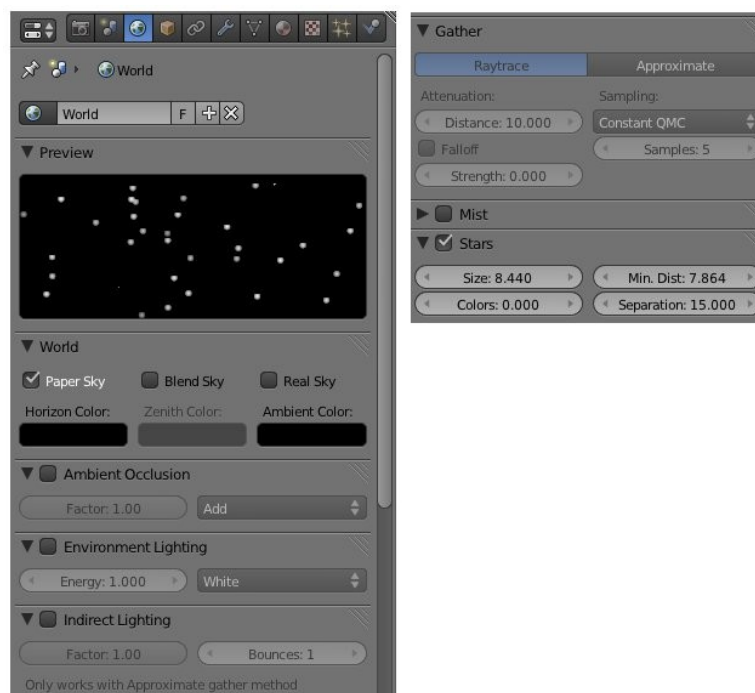 World
World F
Preview
World
Paper Sky Blend Sky Real Sky
Horizon Color: Zenith Color: Ambient Color:
Ambient Occlusion
Factor: 1.00 Add
Environment Lighting
Energy: 1.000 White
Indirect Lighting
Factor: 1.00 Bounces: 1
Only works with Approximate gather method
Gather
Raytrace Approximate
Attenuation: Sampling:
Distance: 10.000 Constant QMC
Falloff Samples: 5
Strength: 0.000
Mist
Stars
Size: 8.440 Min. Dist: 7.864
Colors: 0.000 Separation: 15.000